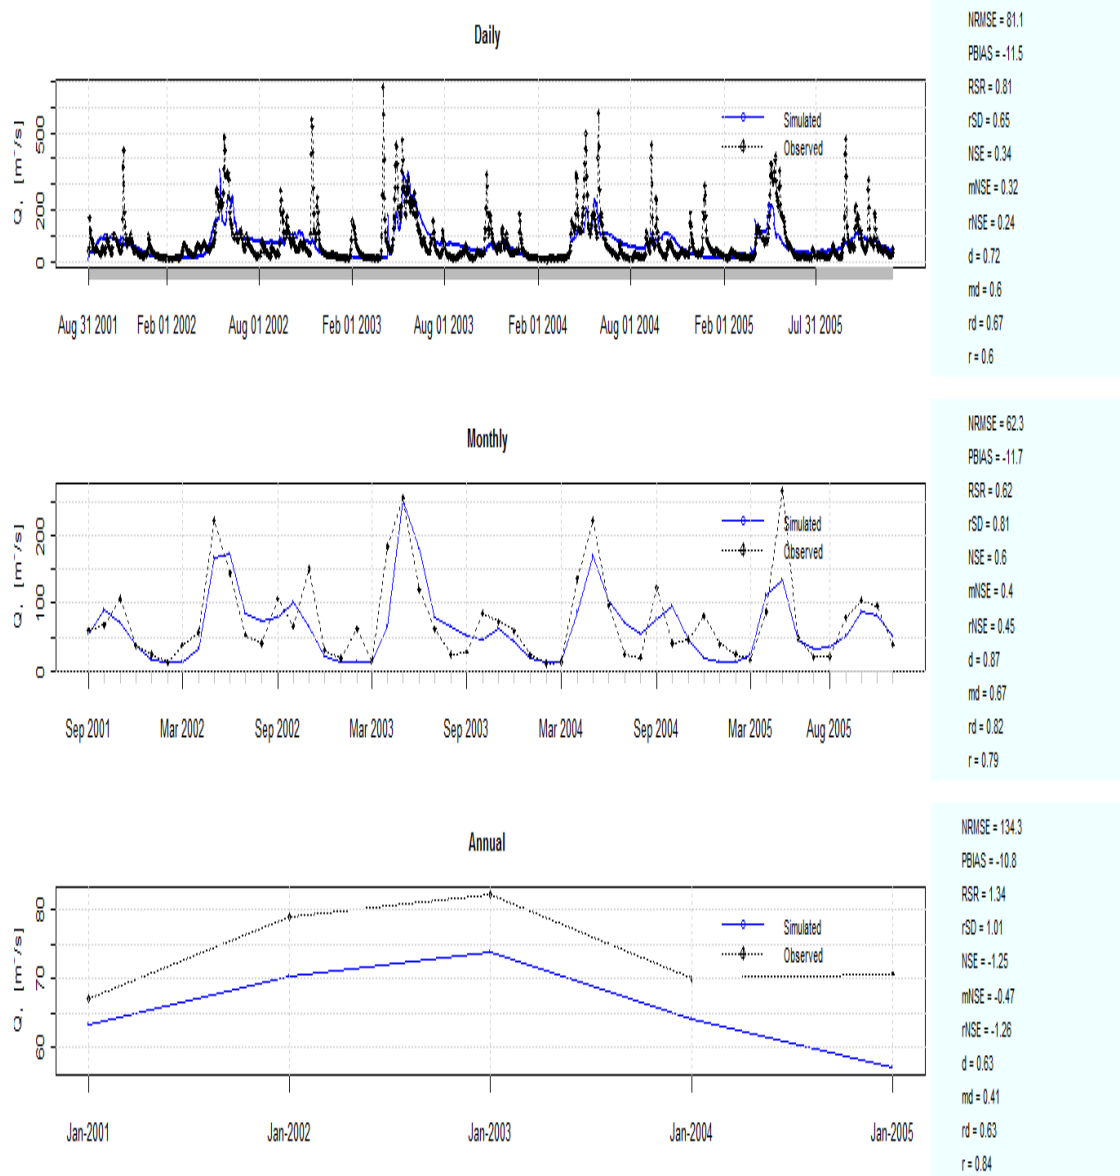 Daily
Q, [m^3/s]
0
200
500
Simulated
Observed
Aug 31 2001 Feb 01 2002 Aug 01 2002 Feb 01 2003 Aug 01 2003 Feb 01 2004 Aug 01 2004 Feb 01 2005 Jul 31 2005
NRMSE = 81.1
PBIAS = -11.5
RSR = 0.81
rSD = 0.65
NSE = 0.34
mNSE = 0.32
rNSE = 0.24
d = 0.72
md = 0.6
rd = 0.67
r = 0.6
Monthly
Q, [m^3/s]
0
100
200
Simulated
Observed
Sep 2001 Mar 2002 Sep 2002 Mar 2003 Sep 2003 Mar 2004 Sep 2004 Mar 2005 Aug 2005
NRMSE = 62.3
PBIAS = -11.7
RSR = 0.62
rSD = 0.81
NSE = 0.6
mNSE = 0.4
rNSE = 0.45
d = 0.87
md = 0.67
rd = 0.82
r = 0.79
Annual
Q, [m^3/s]
60
70
80
Simulated
Observed
Jan-2001 Jan-2002 Jan-2003 Jan-2004 Jan-2005
NRMSE = 134.3
PBIAS = -10.8
RSR = 1.34
rSD = 1.01
NSE = -1.25
mNSE = -0.47
rNSE = -1.26
d = 0.63
md = 0.41
rd = 0.63
r = 0.84